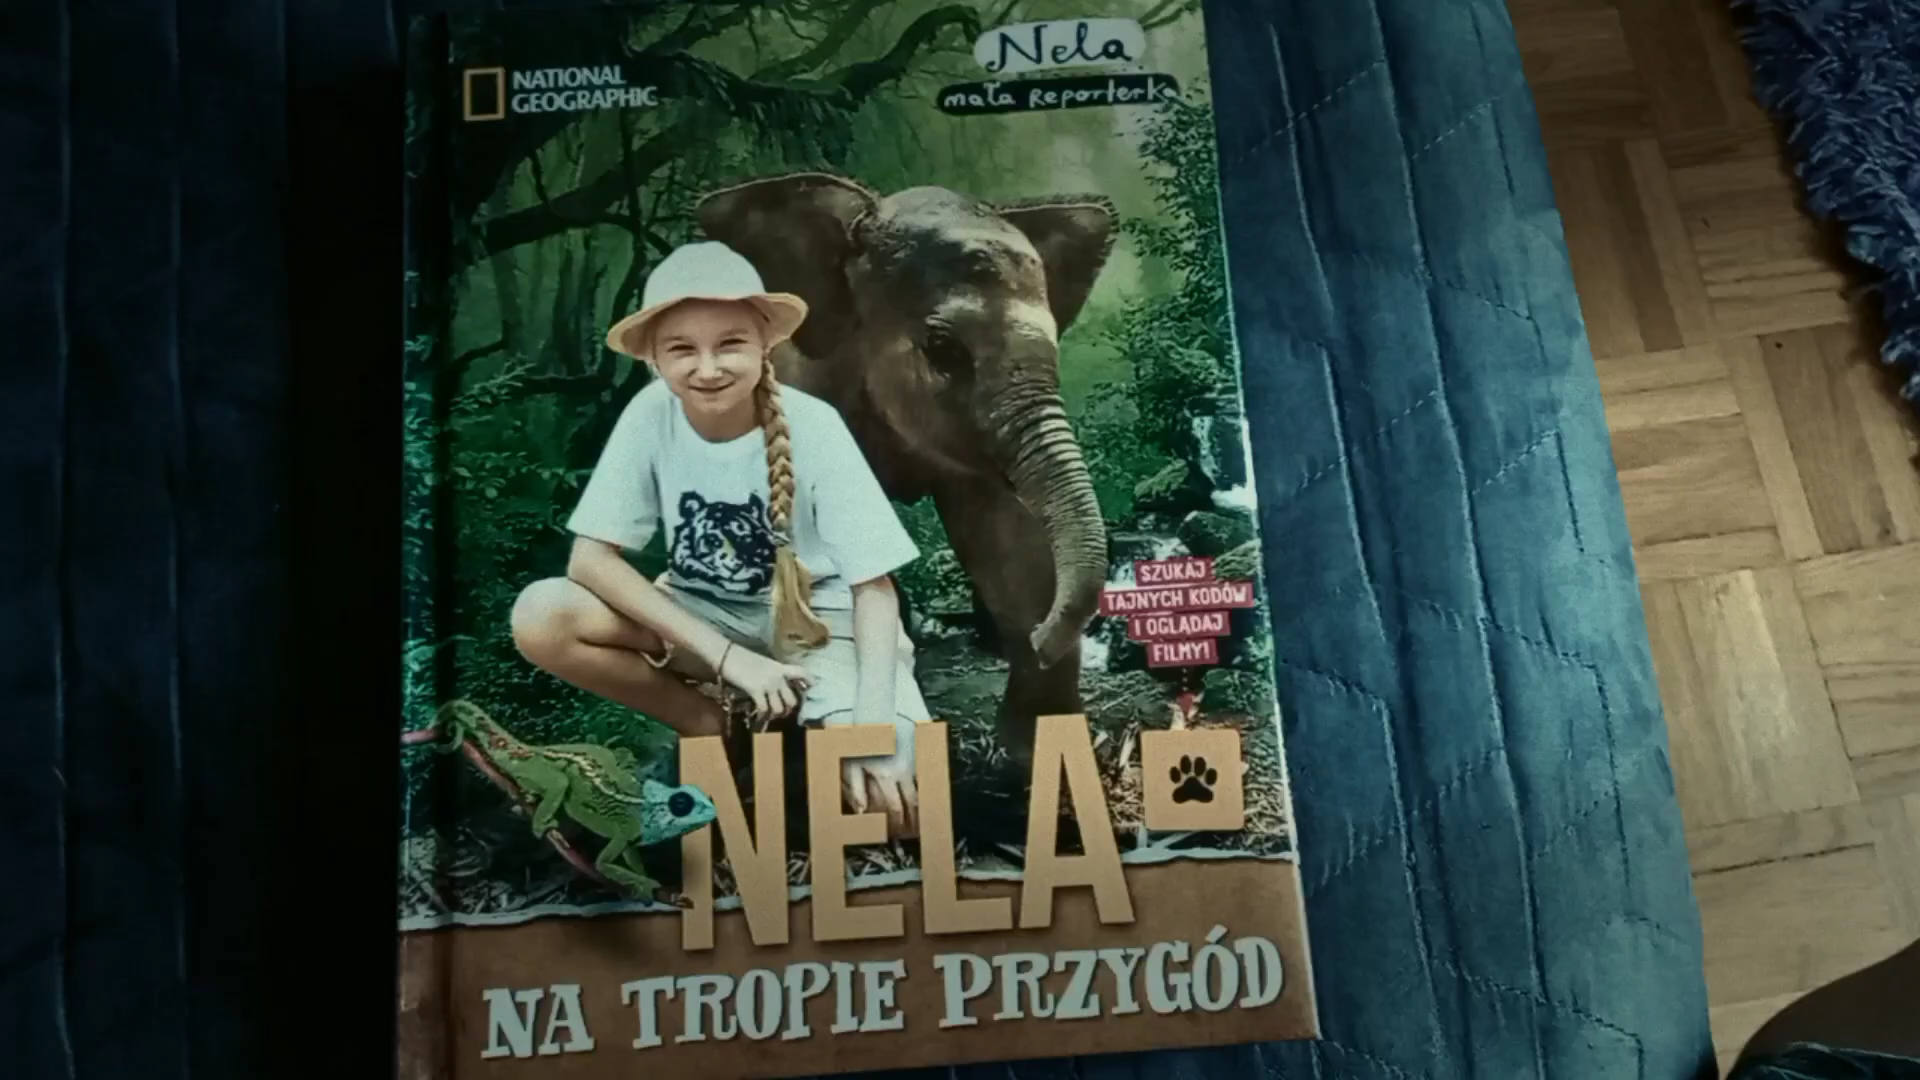 NATIONAL
GEOGRAPHIC
Nela
mała Reporterka
SZUKAJ
TAJNYCH KODÓW
I OGLĄDAJ
FILMY!
NELA
NA TROPIE PRZYGÓD